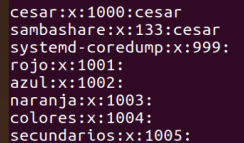 cesar:x:1000:cesar
sambashare:x:133:cesar
systemd-coredump:x:999:
rojo:x:1001:
azul:x:1002:
naranja:x:1003:
colores:x:1004:
secundarios:x:1005: